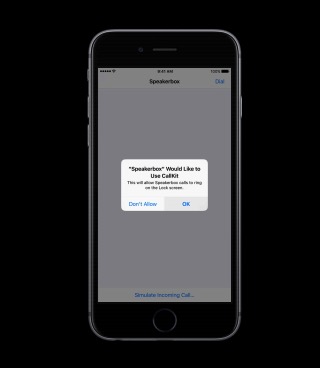 9:41 AM
100%
Speakerbox
Dial
"Speakerbox" Would Like to
Use CallKit
This will allow Speakerbox calls to ring
on the Lock screen.
Don't Allow
OK
Simulate Incoming Call...